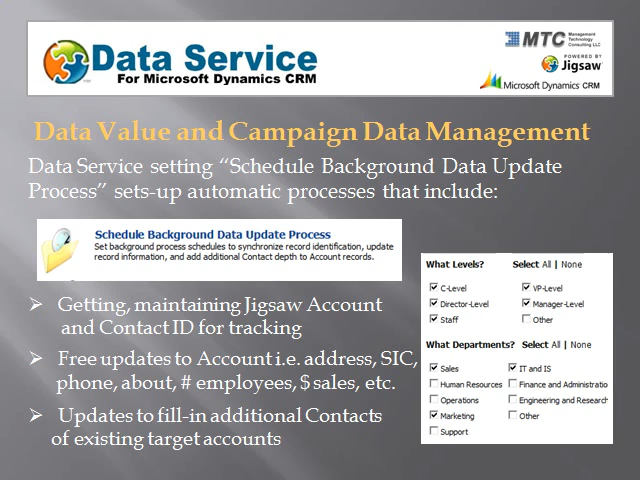 Data Service
For Microsoft Dynamics CRM
MTC Management Technology Consulting LLC
POWERED BY
Jigsaw
Microsoft Dynamics CRM
Data Value and Campaign Data Management
Data Service setting “Schedule Background Data Update
Process” sets-up automatic processes that include:
Schedule Background Data Update Process
Set background process schedules to synchronize record identification, update
record information, and add additional Contact depth to Account records.
➢ Getting, maintaining Jigsaw Account
and Contact ID for tracking
➢ Free updates to Account i.e. address, SIC,
phone, about, # employees, $ sales, etc.
➢ Updates to fill-in additional Contacts
of existing target accounts
What Levels? Select All | None
C-Level VP-Level
Director-Level Manager-Level
Staff Other
What Departments? Select All | None
Sales IT and IS
Human Resources Finance and Administratio
Operations Engineering and Research
Marketing Other
Support